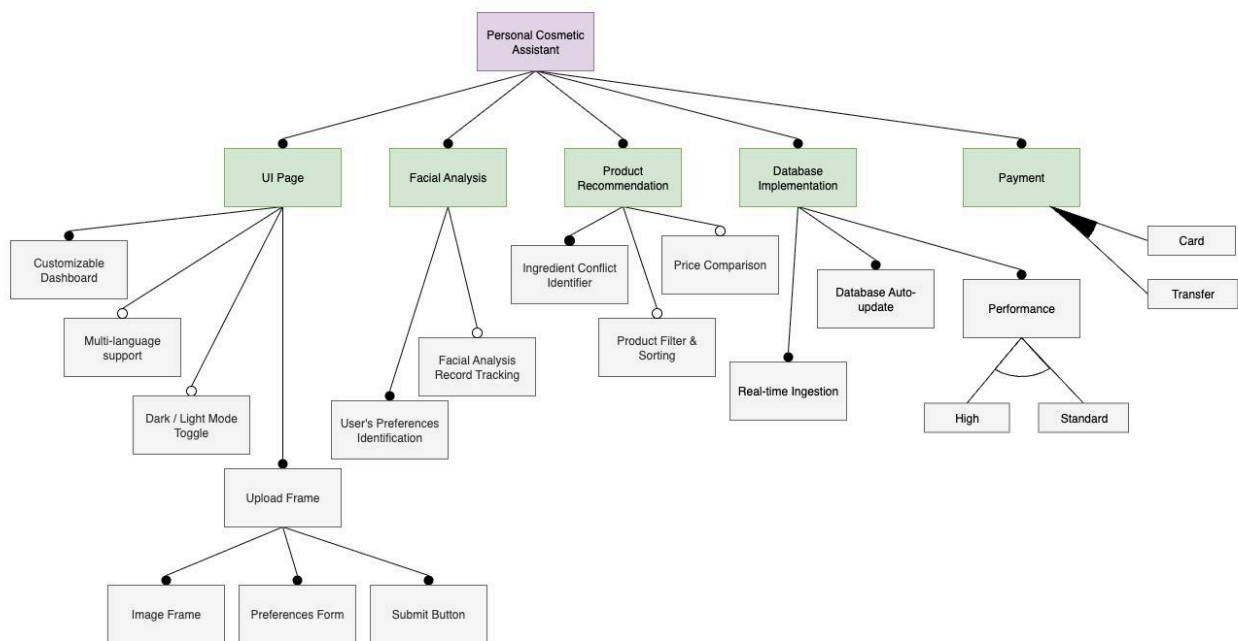 Personal Cosmetic
Assistant
UI Page
Facial Analysis
Product
Recommendation
Database
Implementation
Payment
Customizable
Dashboard
Multi-language
support
Dark / Light Mode
Toggle
Upload Frame
Image Frame
Preferences Form
Submit Button
User's Preferences
Identification
Facial Analysis
Record Tracking
Ingredient Conflict
Identifier
Product Filter &
Sorting
Price Comparison
Real-time Ingestion
Database Auto-
update
Performance
High
Standard
Card
Transfer